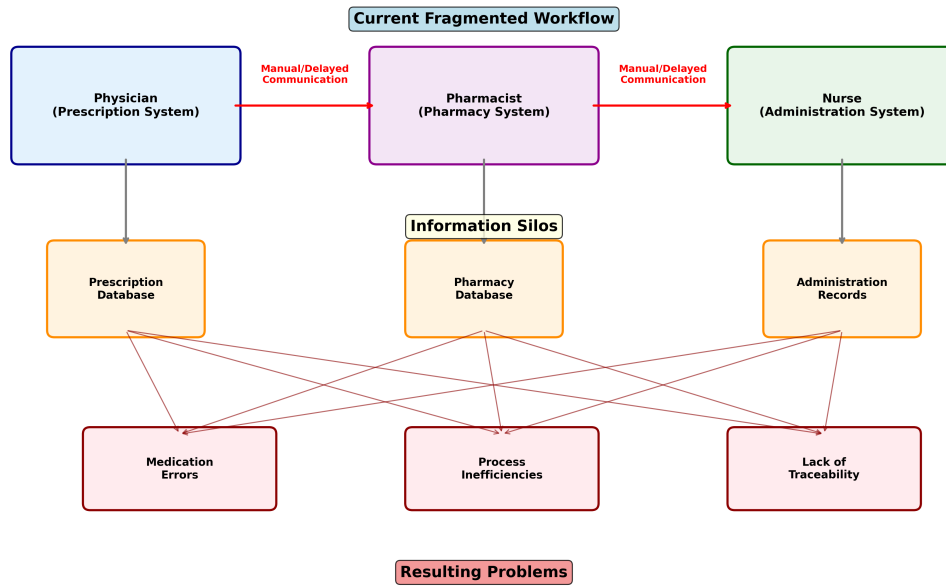 Current Fragmented Workflow
Manual/Delayed
Communication
Manual/Delayed
Communication
Physician
(Prescription System)
Pharmacist
(Pharmacy System)
Nurse
(Administration System)
Information Silos
Prescription
Database
Pharmacy
Database
Administration
Records
Medication
Errors
Process
Inefficiencies
Lack of
Traceability
Resulting Problems